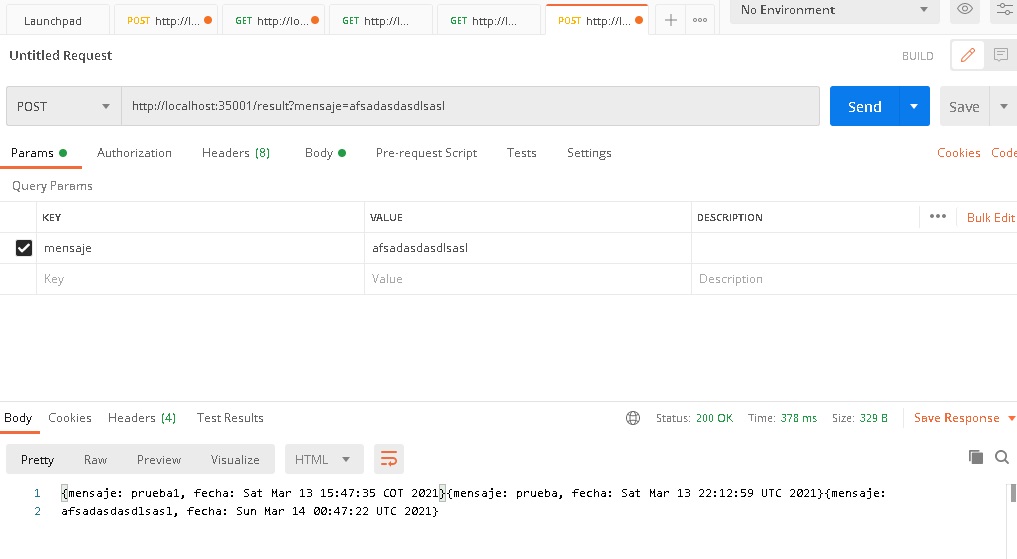 Launchpad POST http://l... GET http://lo... GET http://l... GET http://l... POST http://l... No Environment
Untitled Request BUILD
POST http://localhost:35001/result?mensaje=afsadasdasdlsasl Send Save
Params Authorization Headers (8) Body Pre-request Script Tests Settings Cookies Code
Query Params
KEY VALUE DESCRIPTION ••• Bulk Edit
mensaje afsadasdasdlsasl
Key Value Description
Body Cookies Headers (4) Test Results Status: 200 OK Time: 378 ms Size: 329 B Save Response
Pretty Raw Preview Visualize HTML
1 {mensaje: prueba1, fecha: Sat Mar 13 15:47:35 COT 2021}{mensaje: prueba, fecha: Sat Mar 13 22:12:59 UTC 2021}{mensaje:
2 afsadasdasdlsasl, fecha: Sun Mar 14 00:47:22 UTC 2021}